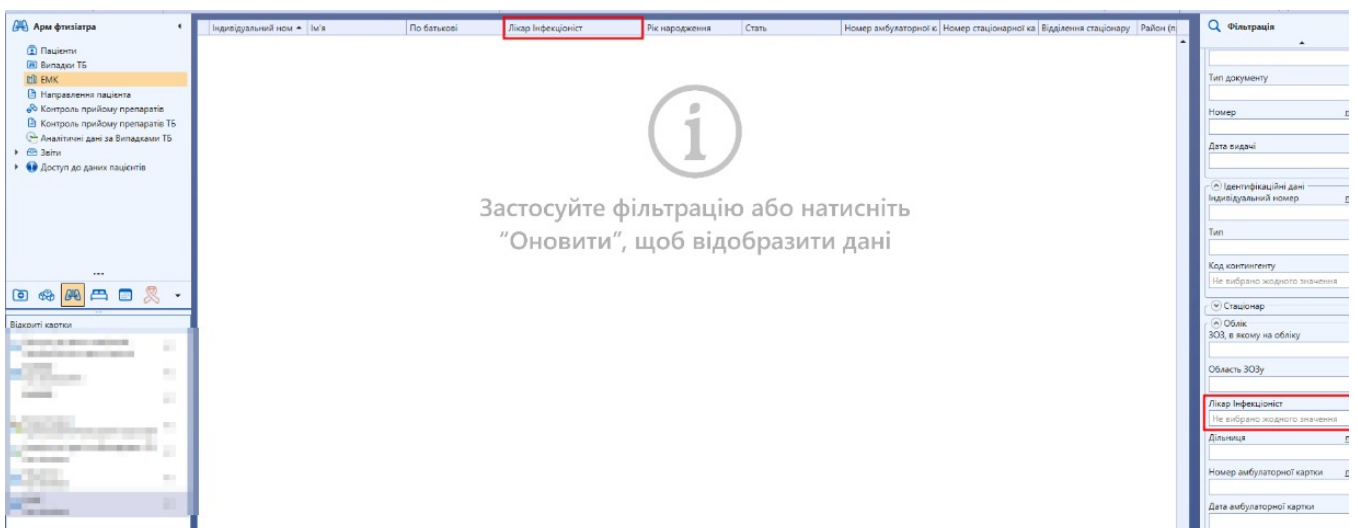 Арм фтизіатра
Пацієнти
Випадки ТБ
ЕМК
Направлення пацієнта
Контроль прийому препаратів
Контроль прийому препаратів ТБ
Аналітичні дані за Випадками ТБ
Звіти
Доступ до даних пацієнтів
Відкриті картки
Індивідуальний ном Ім'я По батькові Лікар Інфекціоніст Рік народження Стать Номер амбулаторної к Номер стаціонарної ка Відділення стаціонару Район (п
Застосуйте фільтрацію або натисніть
"Оновити", щоб відобразити дані
Фільтрація
Тип документу
Номер
Дата видачі
Ідентифікаційні дані
Індивідуальний номер
Тип
Код контингенту
Не вибрано жодного значення
Стаціонар
Облік
ЗОЗ, в якому на обліку
Область ЗОЗу
Лікар Інфекціоніст
Не вибрано жодного значення
Дільниця
Номер амбулаторної картки
Дата амбулаторної картки